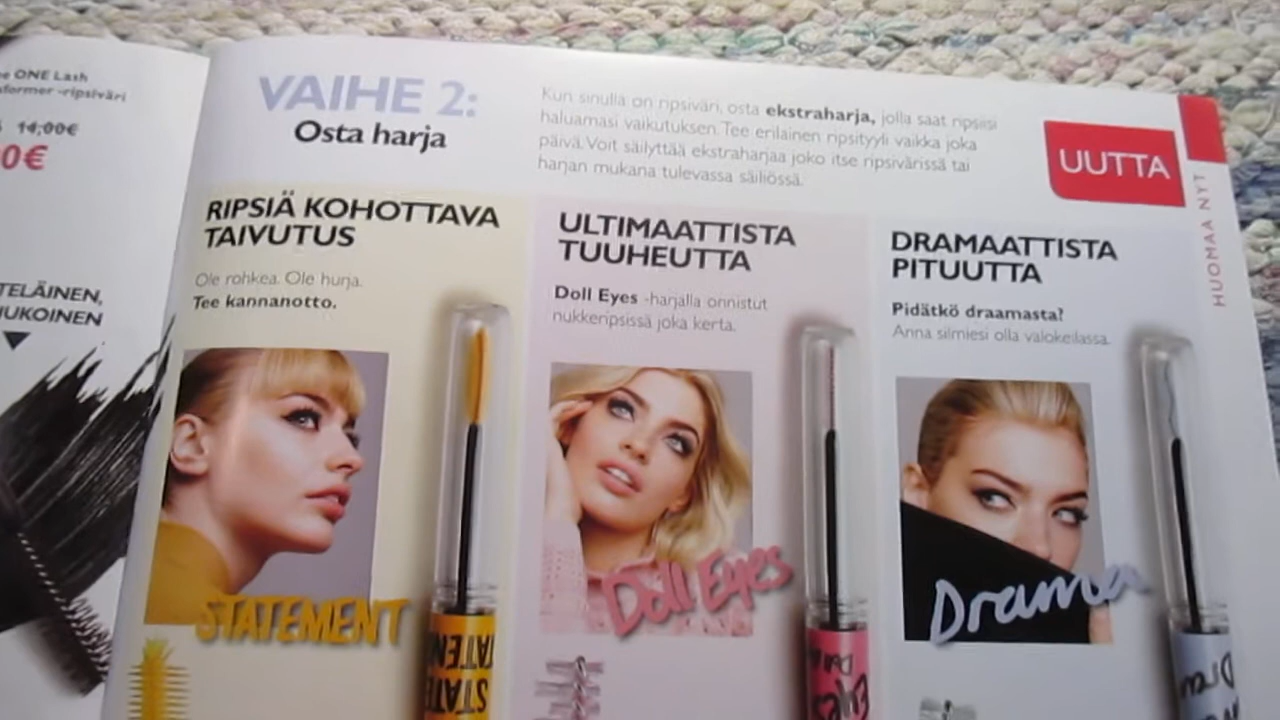 ONE Lash
-ripsiväri
14,00€
0€
VAIHE 2:
Osta harja
Kun sinulla on ripsiväri, osta ekstraharja, jolla saat ripsiisi
haluamasi vaikutuksen. Tee erilainen ripsityyli vaikka joka
päivä. Voit säilyttää ekstraharjaa joko itse ripsivärissä tai
harjan mukana tulevassa säiliössä.
UUTTA
HUOMAA NYT
RIPSIÄ KOHOTTAVA
TAIVUTUS
Ole rohkea. Ole hurja.
Tee kannanotto.
STATEMENT
ULTIMAATTISTA
TUUHEUTTA
Doll Eyes -harjalla onnistut
nukkeripsissä joka kerta.
Doll Eyes
DRAMAATTISTA
PITUUTTA
Pidätkö draamasta?
Anna silmiesi olla valokeilassa.
Drama